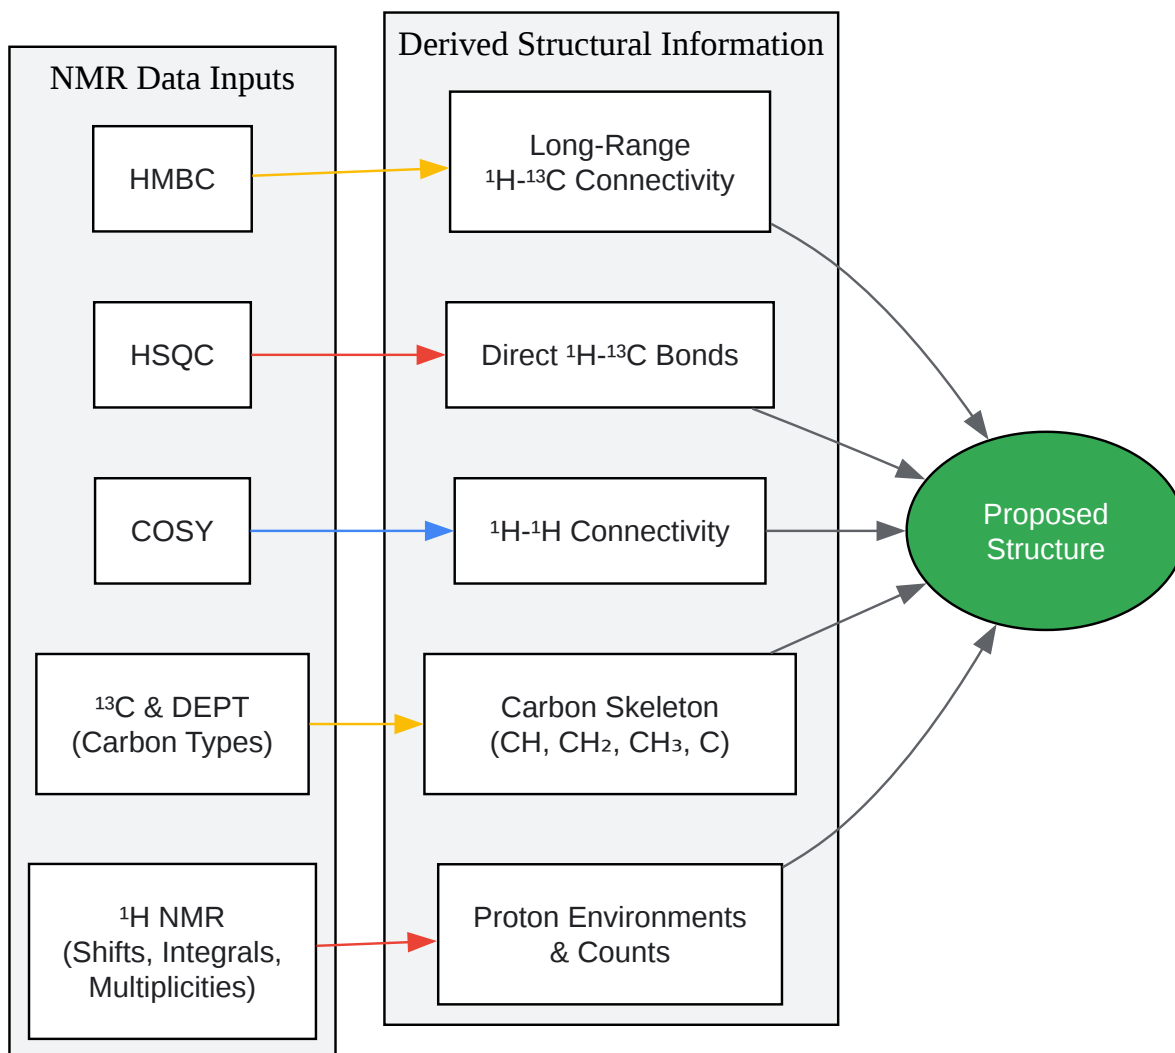 NMR Data Inputs
HMBC
HSQC
COSY
¹³C & DEPT
(Carbon Types)
¹H NMR
(Shifts, Integrals,
Multiplicities)
Derived Structural Information
Long-Range
¹H-¹³C Connectivity
Direct ¹H-¹³C Bonds
¹H-¹H Connectivity
Carbon Skeleton
(CH, CH₂, CH₃, C)
Proton Environments
& Counts
Proposed
Structure